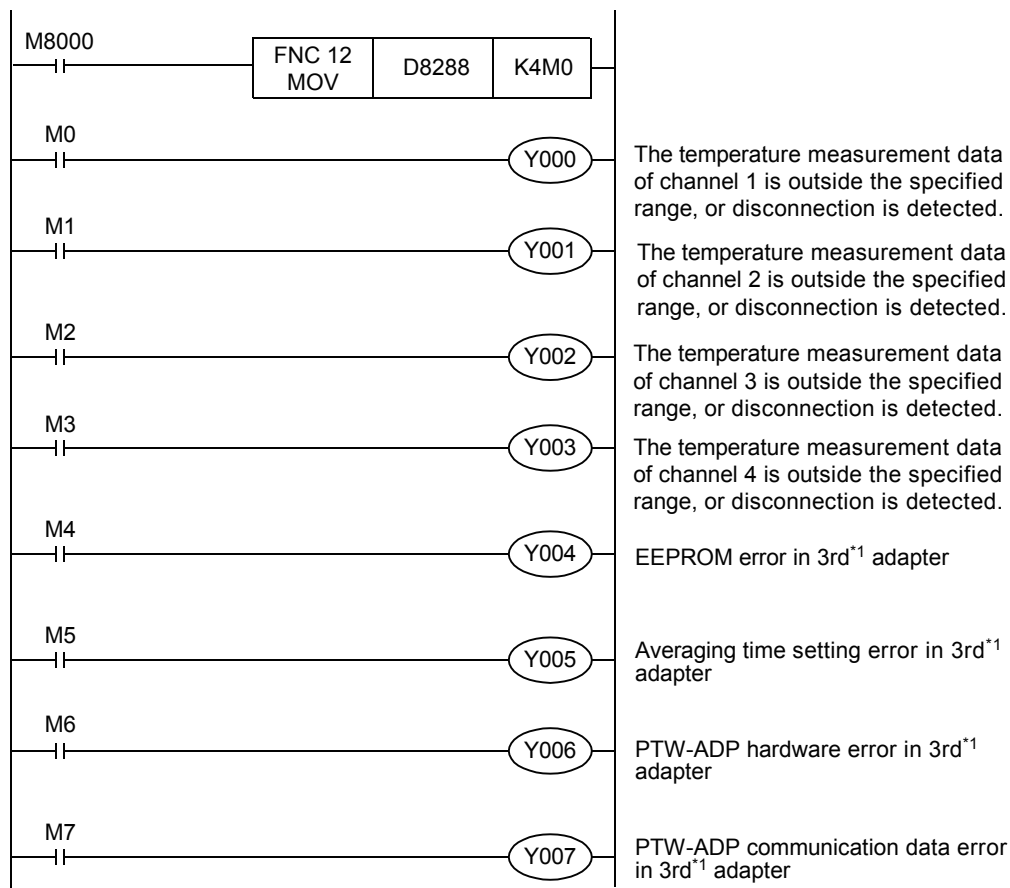 M8000
FNC 12
MOV
D8288
K4M0
M0
Y000
The temperature measurement data
of channel 1 is outside the specified
range, or disconnection is detected.
M1
Y001
The temperature measurement data
of channel 2 is outside the specified
range, or disconnection is detected.
M2
Y002
The temperature measurement data
of channel 3 is outside the specified
range, or disconnection is detected.
M3
Y003
The temperature measurement data
of channel 4 is outside the specified
range, or disconnection is detected.
M4
Y004
EEPROM error in 3rd*1 adapter
M5
Y005
Averaging time setting error in 3rd*1
adapter
M6
Y006
PTW-ADP hardware error in 3rd*1
adapter
M7
Y007
PTW-ADP communication data error
in 3rd*1 adapter